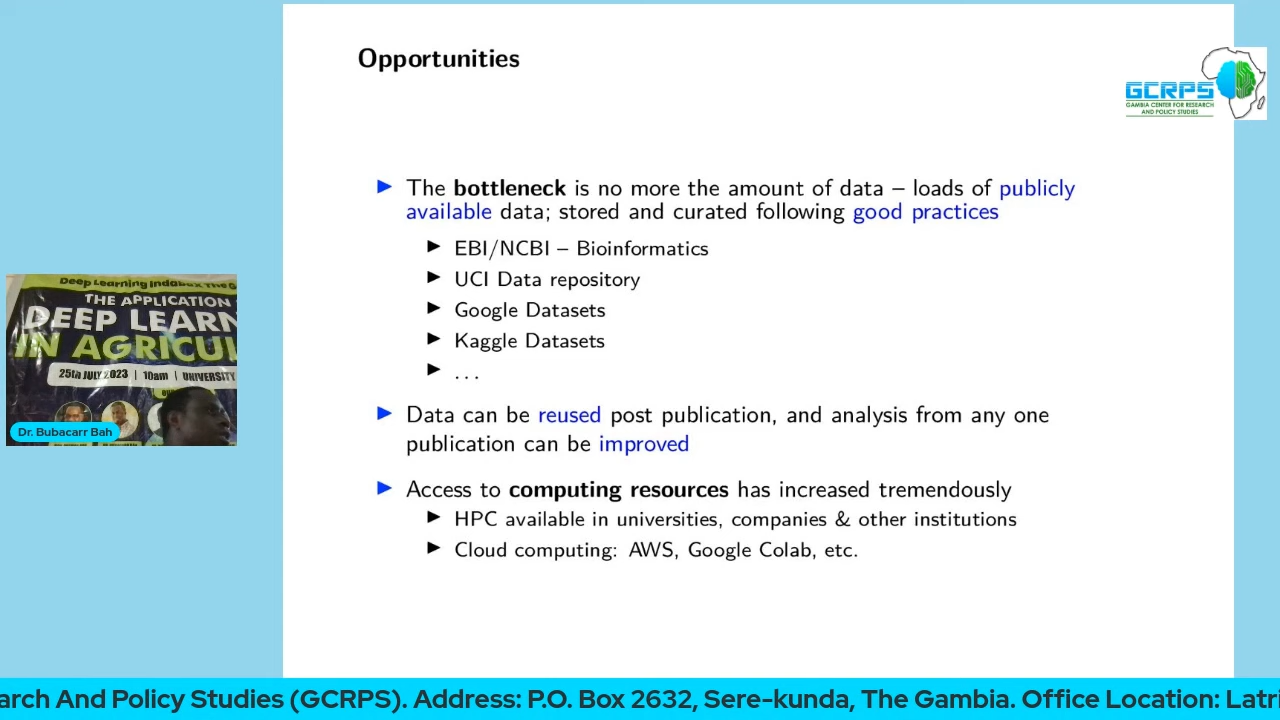 Opportunities
GCRPS
GAMBIA CENTER FOR RESEARCH
AND POLICY STUDIES
▶ The bottleneck is no more the amount of data – loads of publicly
available data; stored and curated following good practices
▶ EBI/NCBI – Bioinformatics
▶ UCI Data repository
▶ Google Datasets
▶ Kaggle Datasets
▶ . . .
▶ Data can be reused post publication, and analysis from any one
publication can be improved
▶ Access to computing resources has increased tremendously
▶ HPC available in universities, companies & other institutions
▶ Cloud computing: AWS, Google Colab, etc.
Deep Learning Indaba
THE APPLICATION
DEEP LEARN
IN AGRICUL
25th JULY 2023 | 10am | UNIVERSITY
Dr. Bubacarr Bah
arch And Policy Studies (GCRPS). Address: P.O. Box 2632, Sere-kunda, The Gambia. Office Location: Latri